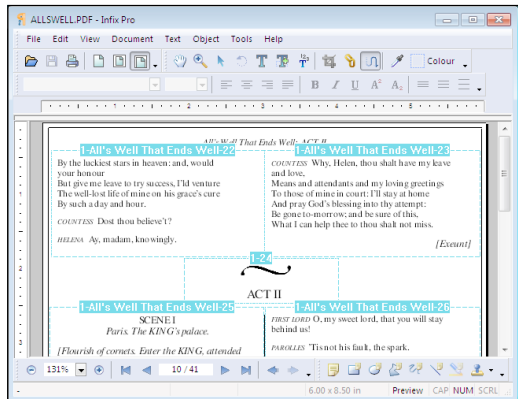 ALLSWELL.PDF - Infix Pro
File Edit View Document Text Object Tools Help
T T T Colour
B I U A A
1 2 3 4 5
All's Well That Ends Well: ACT II
1-All's Well That Ends Well-22
By the luckiest stars in heaven: and, would
your honour
But give me leave to try success, I'ld venture
The well-lost life of mine on his grace's cure
By such a day and hour.
COUNTESS Dost thou believe't?
HELENA Ay, madam, knowingly.
1-All's Well That Ends Well-23
COUNTESS Why, Helen, thou shalt have my leave
and love,
Means and attendants and my loving greetings
To those of mine in court: I'll stay at home
And pray God's blessing into thy attempt:
Be gone to-morrow; and be sure of this,
What I can help thee to thou shalt not miss.
[Exeunt]
1-24
ACT II
1-All's Well That Ends Well-25
SCENE I
Paris. The KING's palace.
[Flourish of cornets. Enter the KING, attended
1-All's Well That Ends Well-26
FIRST LORD O, my sweet lord, that you will stay
behind us!
PAROLLES 'Tis not his fault, the spark.
131% 10 / 41
6.00 x 8.50 in Preview CAP NUM SCRL